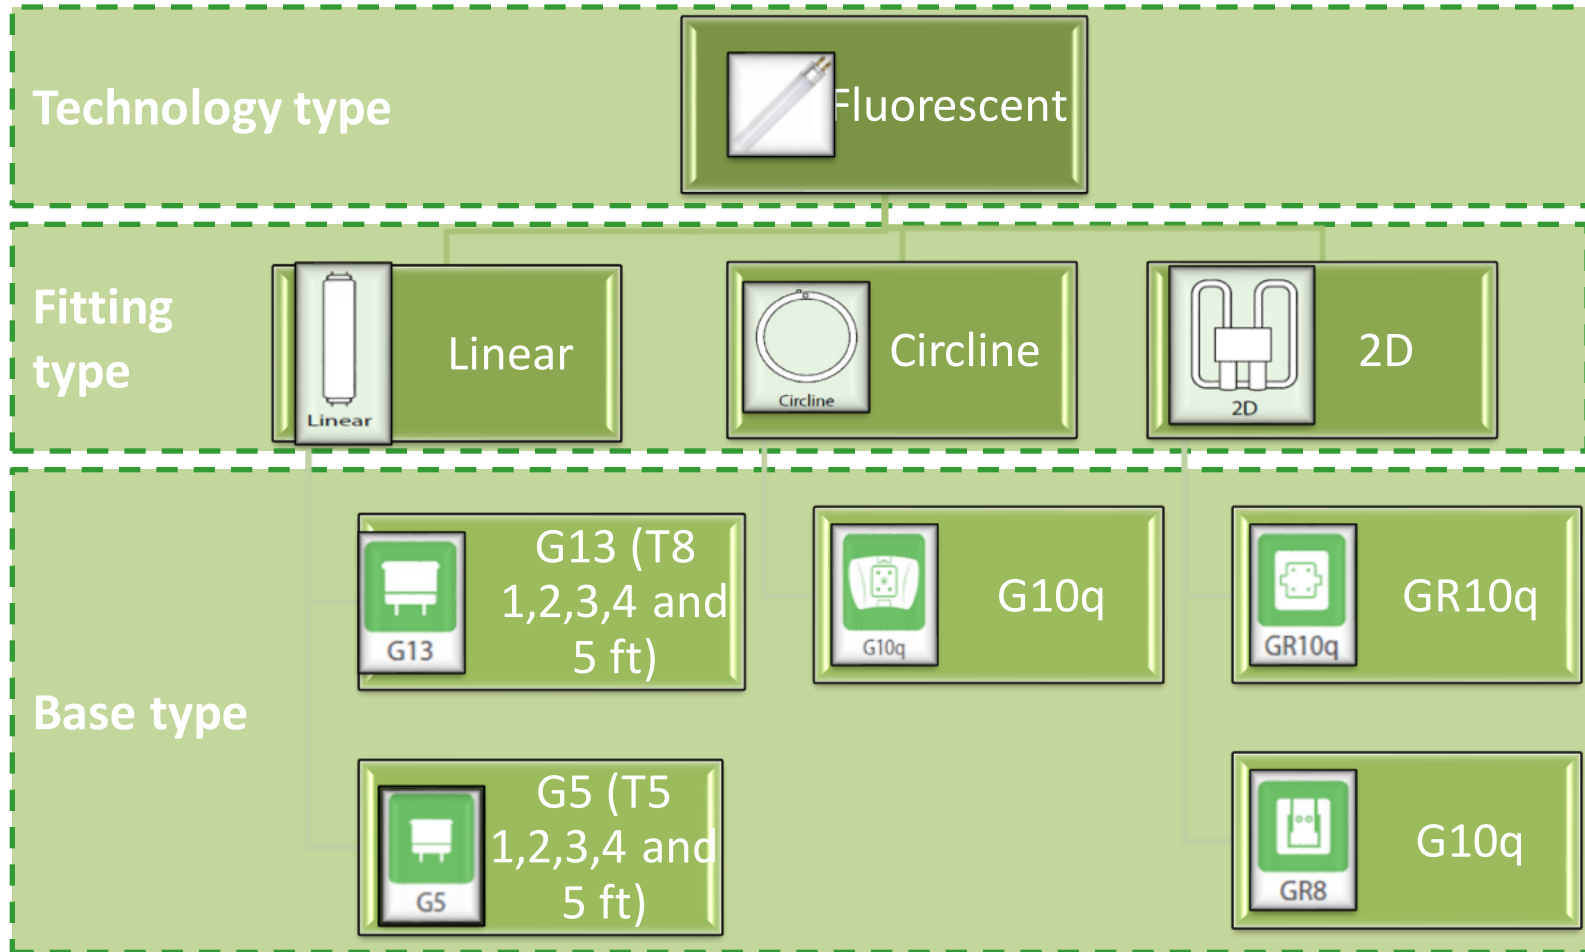 Technology type
Fluorescent
Fitting
type
Linear
Linear
Circline
Circline
2D
2D
Base type
G13
G13 (T8
1,2,3,4 and
5 ft)
G10q
G10q
GR10q
GR10q
G5
G5 (T5
1,2,3,4 and
5 ft)
GR8
G10q